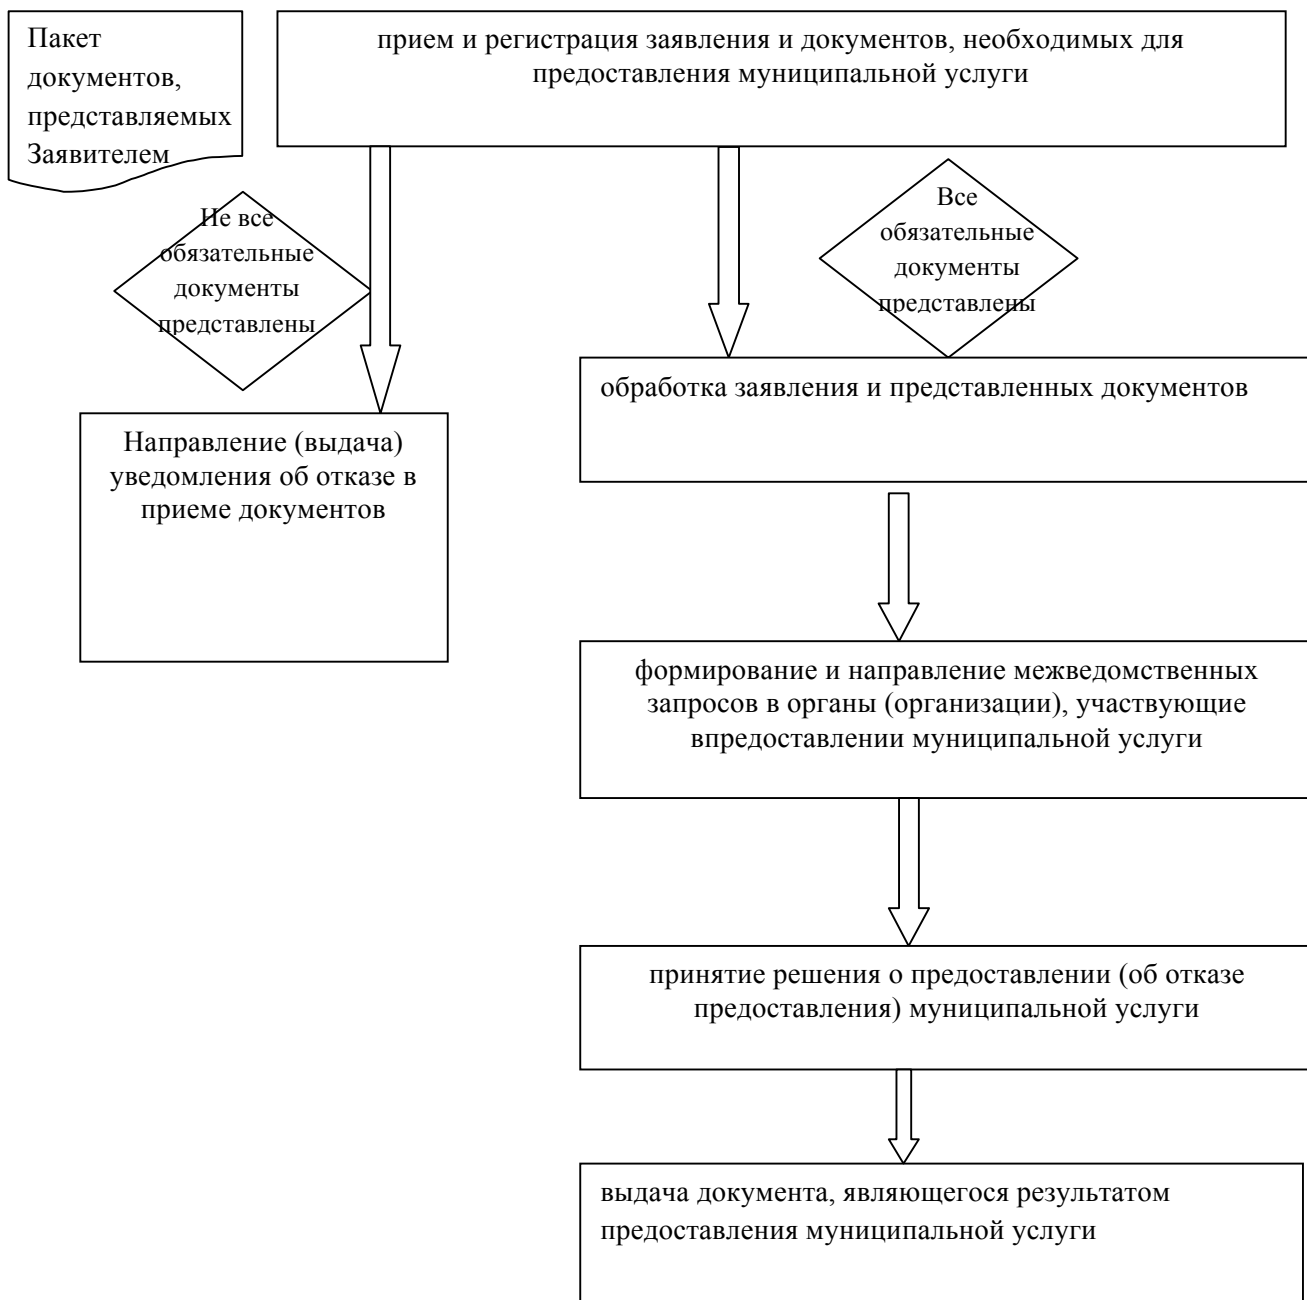 Пакет
документов,
представляемых
Заявителем
прием и регистрация заявления и документов, необходимых для
предоставления муниципальной услуги
Не все
обязательные
документы
представлены
Все
обязательные
документы
представлены
обработка заявления и представленных документов
Направление (выдача)
уведомления об отказе в
приеме документов
формирование и направление межведомственных
запросов в органы (организации), участвующие
впредоставлении муниципальной услуги
принятие решения о предоставлении (об отказе
предоставления) муниципальной услуги
выдача документа, являющегося результатом
предоставления муниципальной услуги